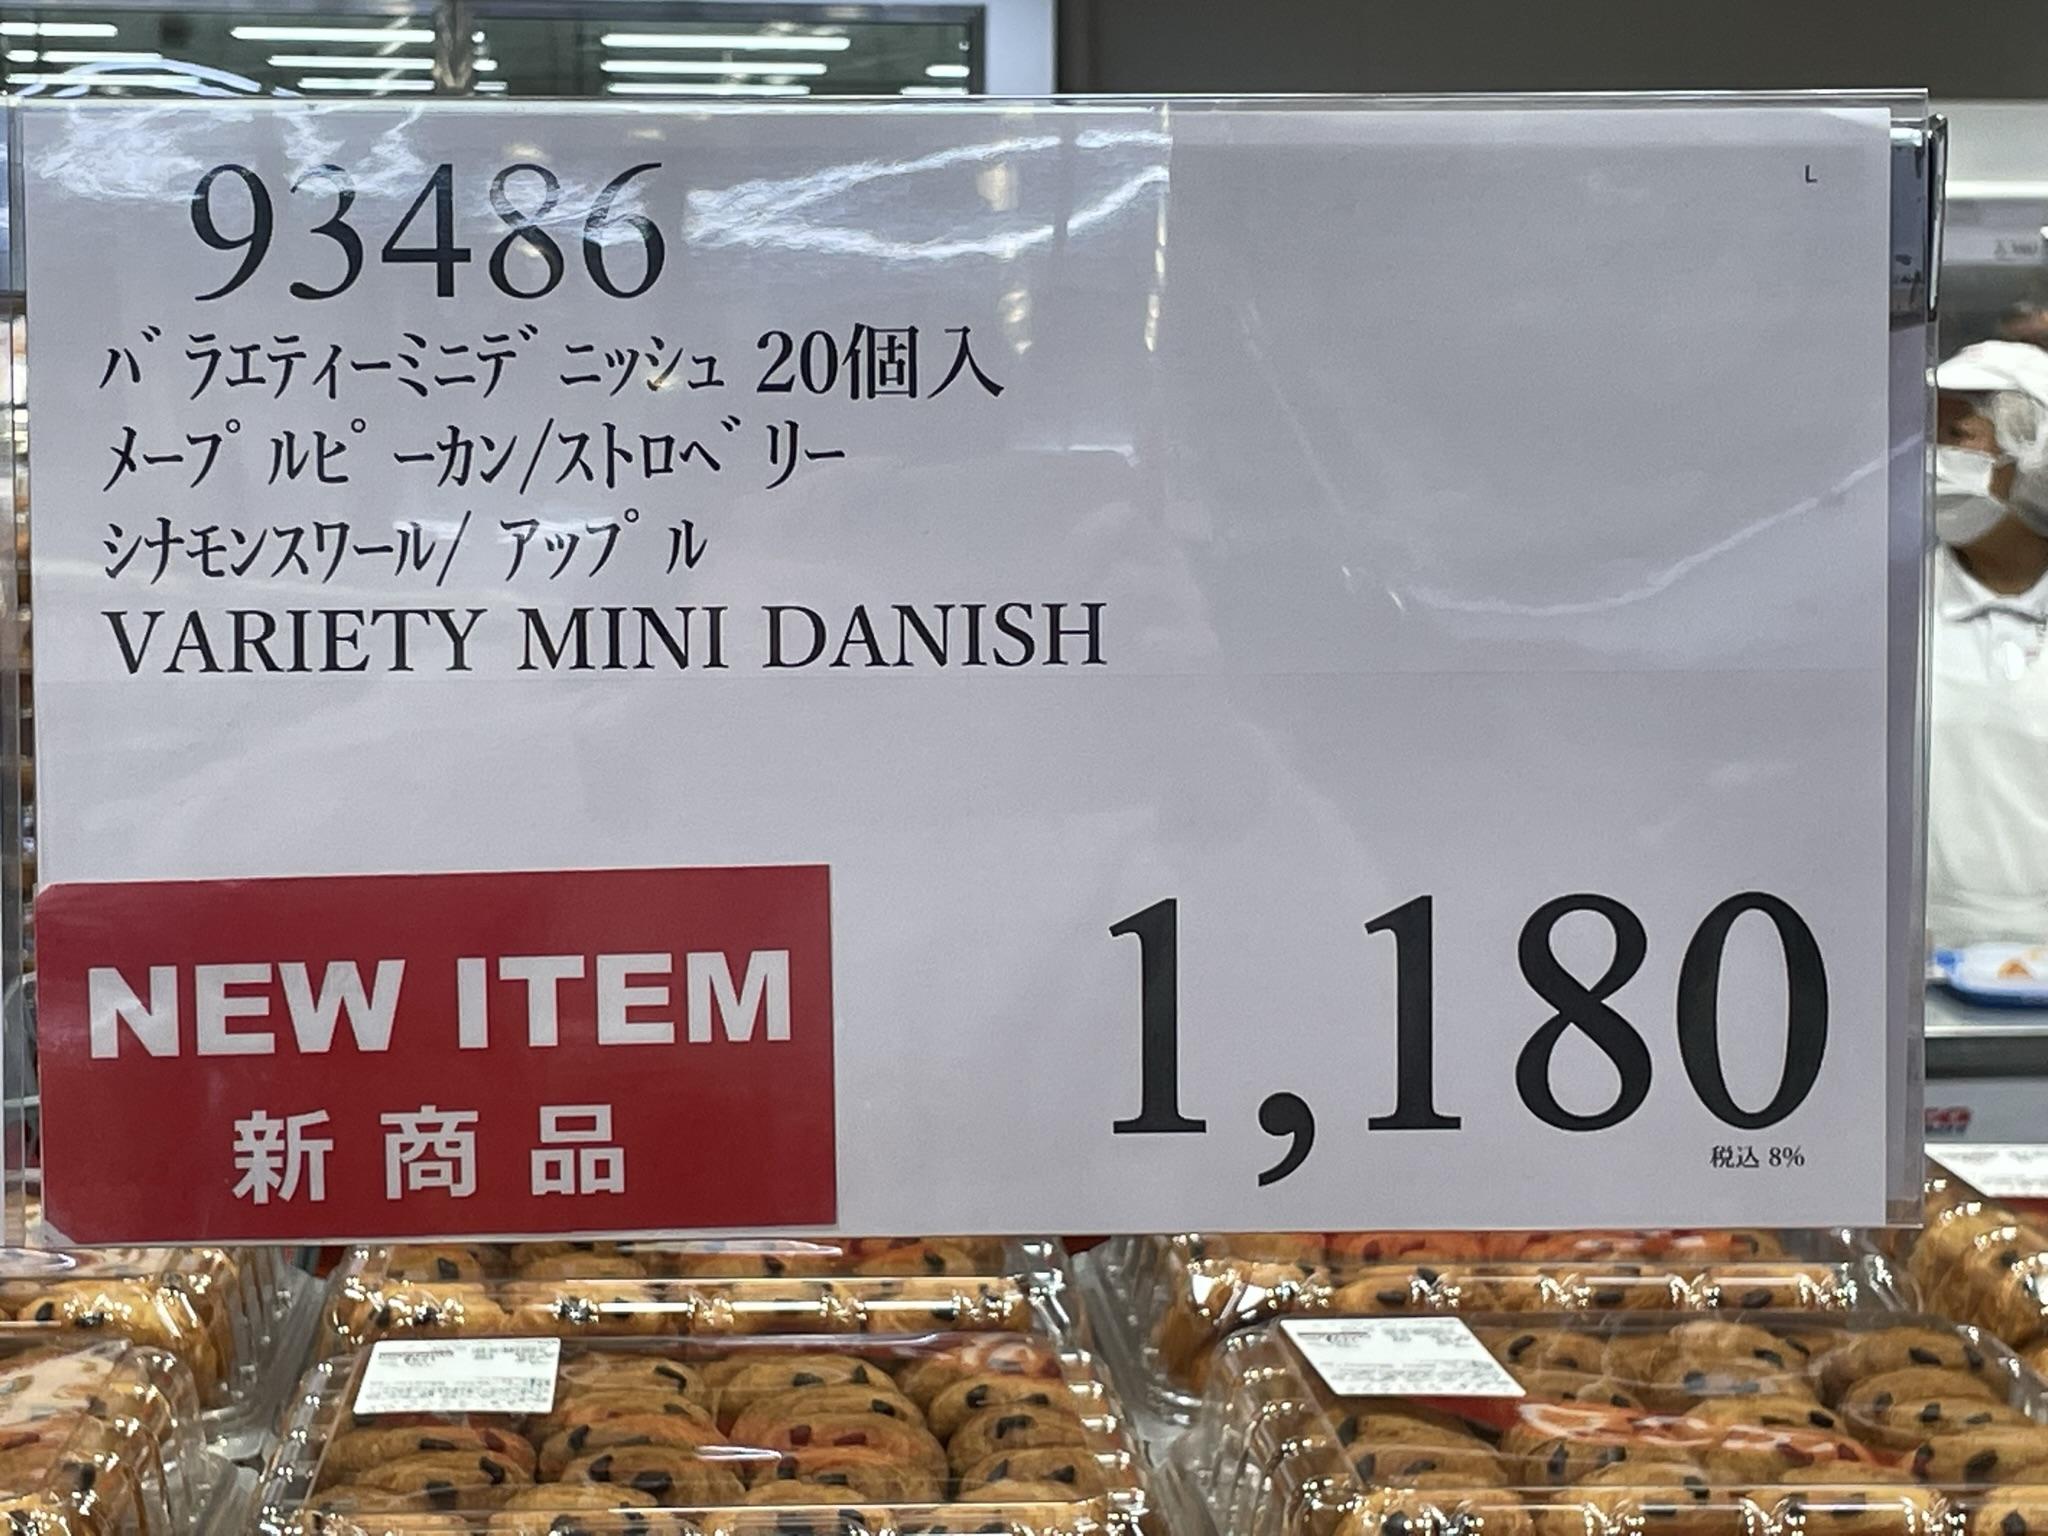 L
93486
バラエティーミニデニッシュ 20個入
メープルピーカン/ストロベリー
シナモンスワール/ アップル
VARIETY MINI DANISH
NEW ITEM
新商品
1,180
税込 8%